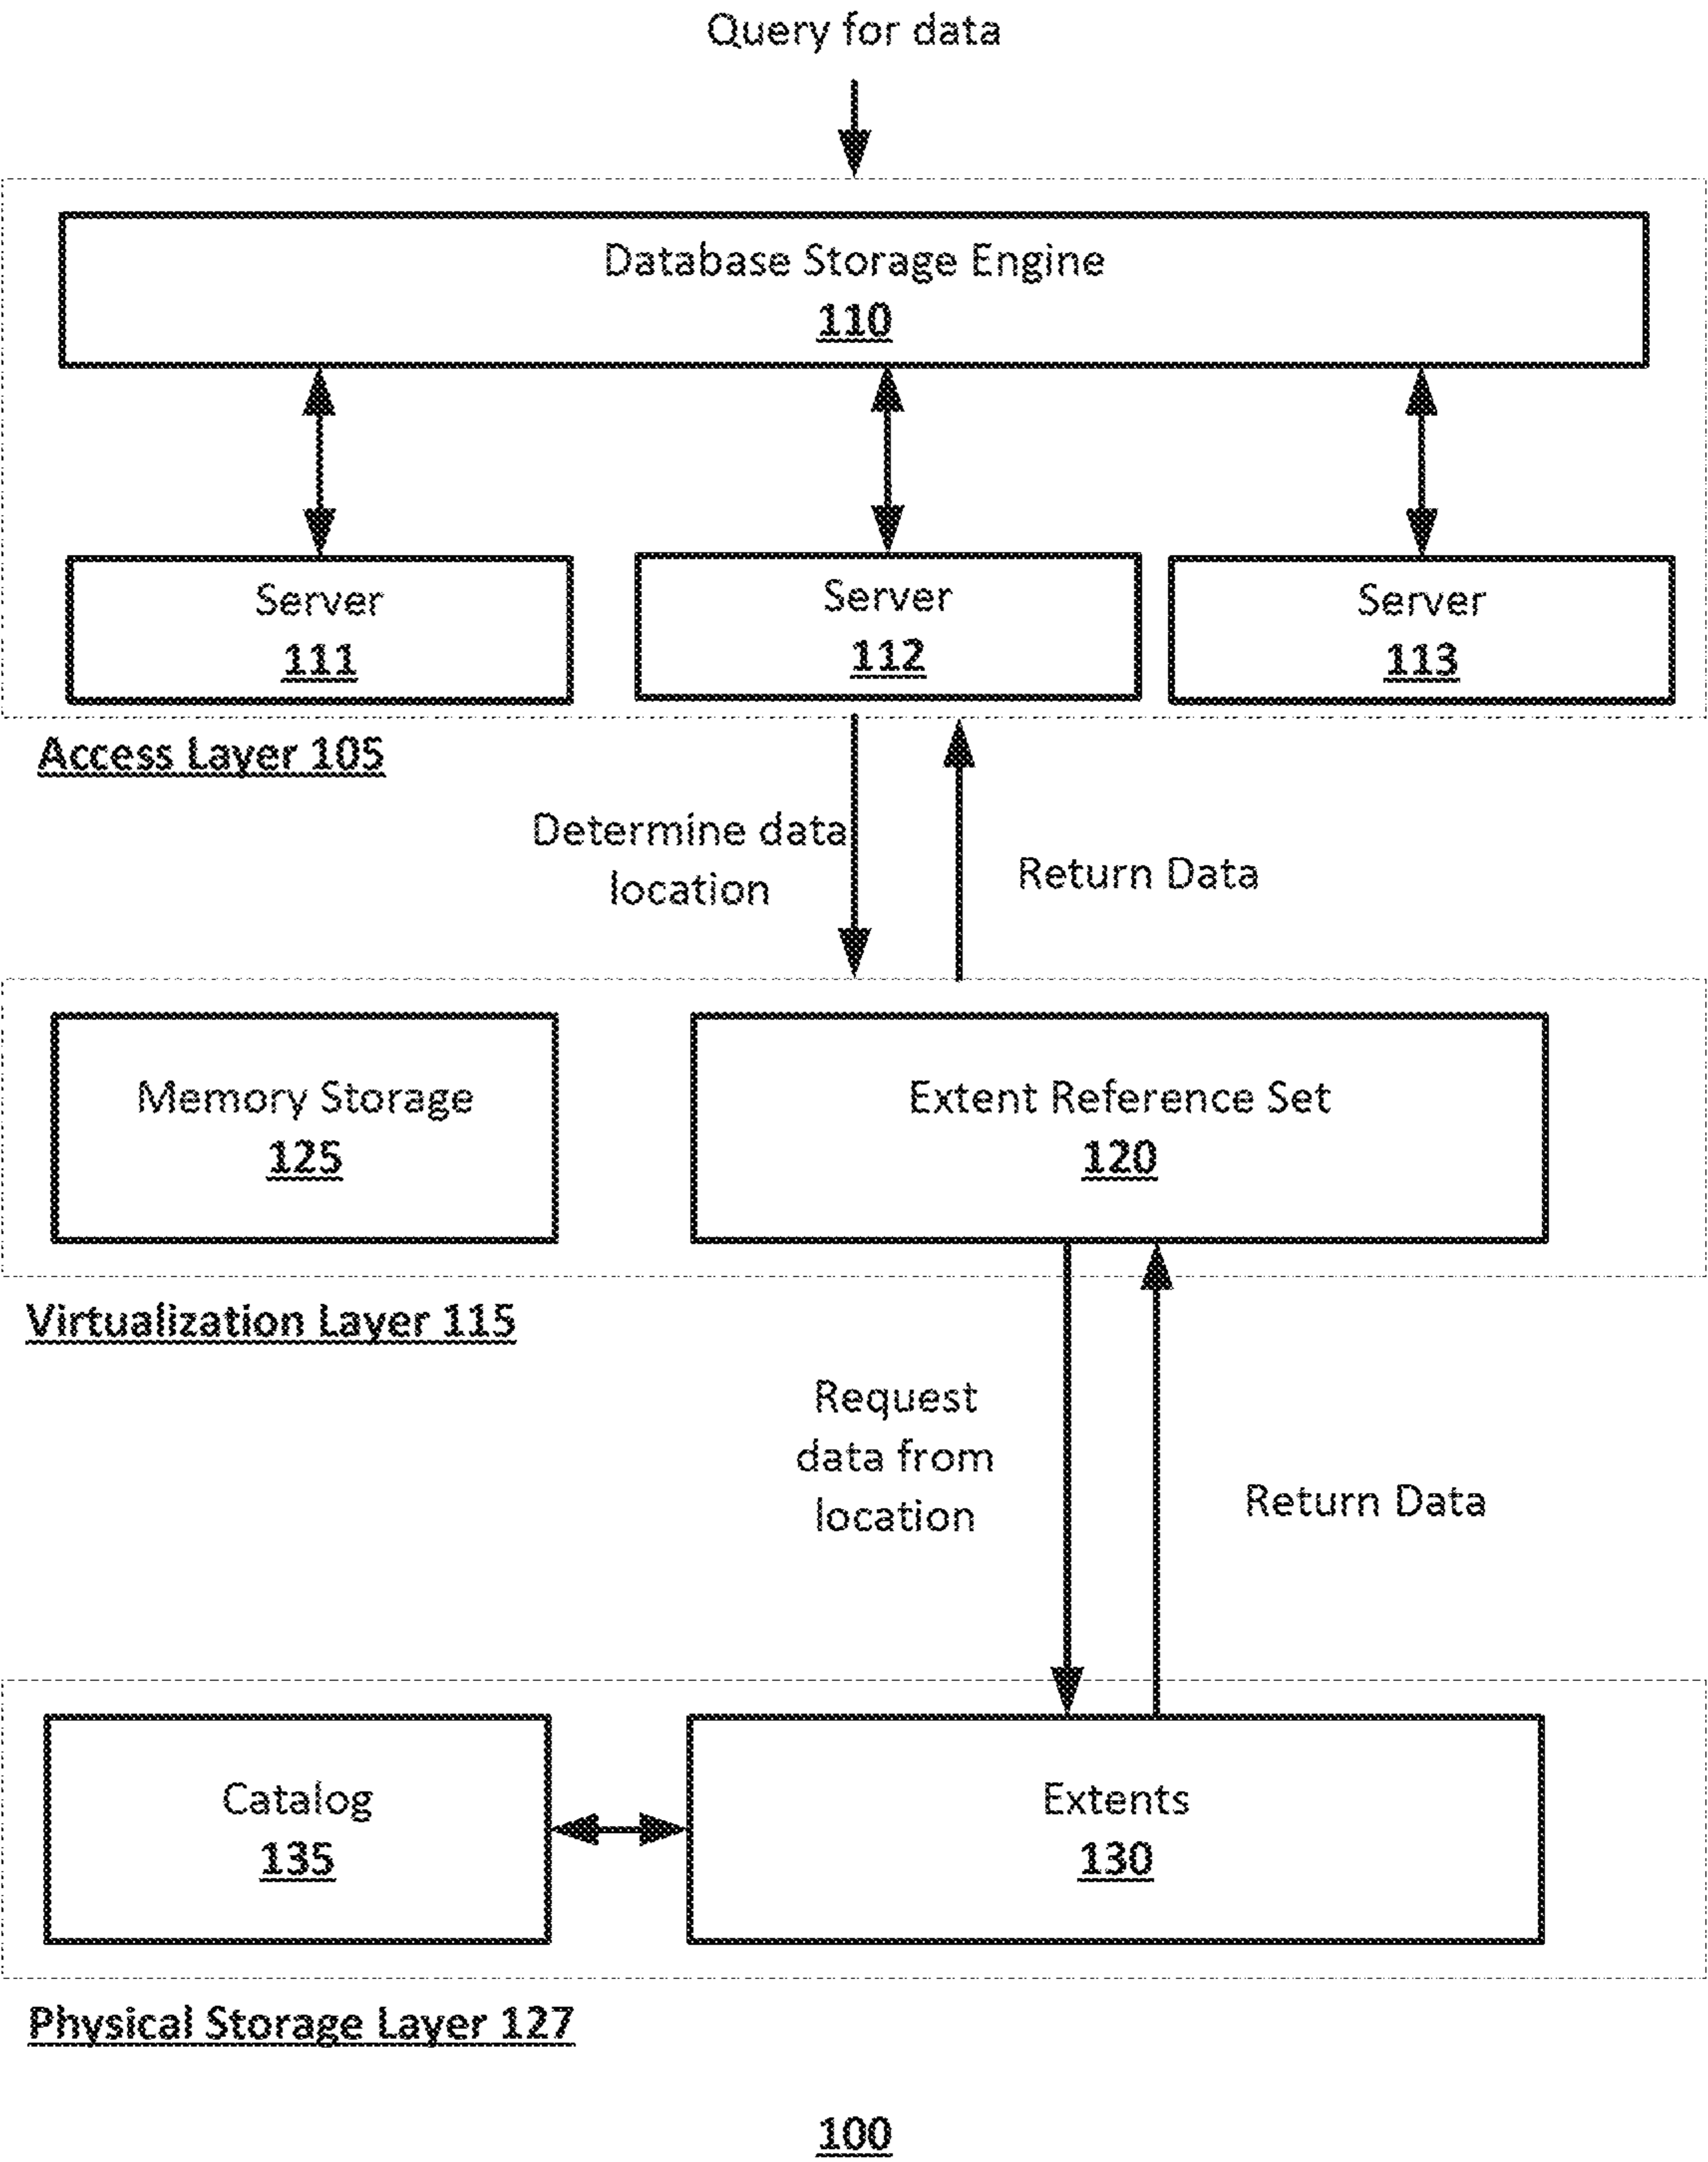 Query for data
Database Storage Engine
110
Server
111
Server
112
Server
113
Access Layer 105
Determine data
location
Return Data
Memory Storage
125
Extent Reference Set
120
Virtualization Layer 115
Request
data from
location
Return Data
Catalog
135
Extents
130
Physical Storage Layer 127
100